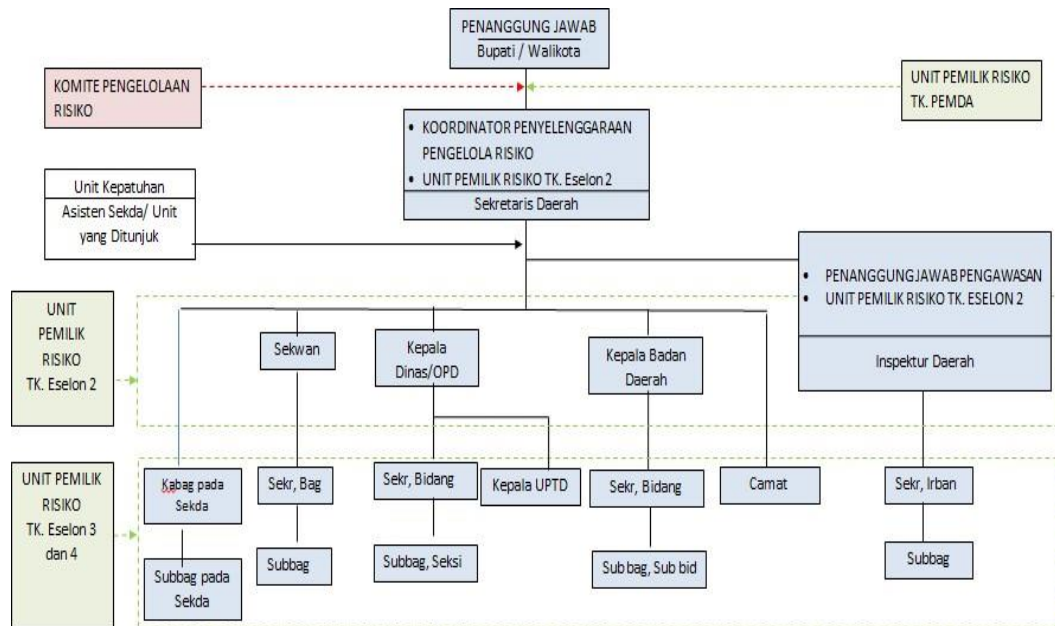 PENANGGUNG JAWAB
Bupati / Walikota
KOMITE PENGELOLAAN
RISIKO
UNIT PEMILIK RISIKO
TK. PEMDA
• KOORDINATOR PENYELENGGARAAN
PENGELOLA RISIKO
• UNIT PEMILIK RISIKO TK. Eselon 2
Sekretaris Daerah
Unit Kepatuhan
Asisten Sekda/ Unit
yang Ditunjuk
• PENANGGUNG JAWAB PENGAWASAN
• UNIT PEMILIK RISIKO TK. ESELON 2
Inspektur Daerah
UNIT
PEMILIK
RISIKO
TK. Eselon 2
Sekwan
Kepala
Dinas/OPD
Kepala Badan
Daerah
UNIT PEMILIK
RISIKO
TK. Eselon 3
dan 4
Kabag pada
Sekda
Sekr, Bag
Sekr, Bidang
Kepala UPTD
Sekr, Bidang
Camat
Sekr, Irban
Subbag pada
Sekda
Subbag
Subbag, Seksi
Subbag, Sub bid
Subbag